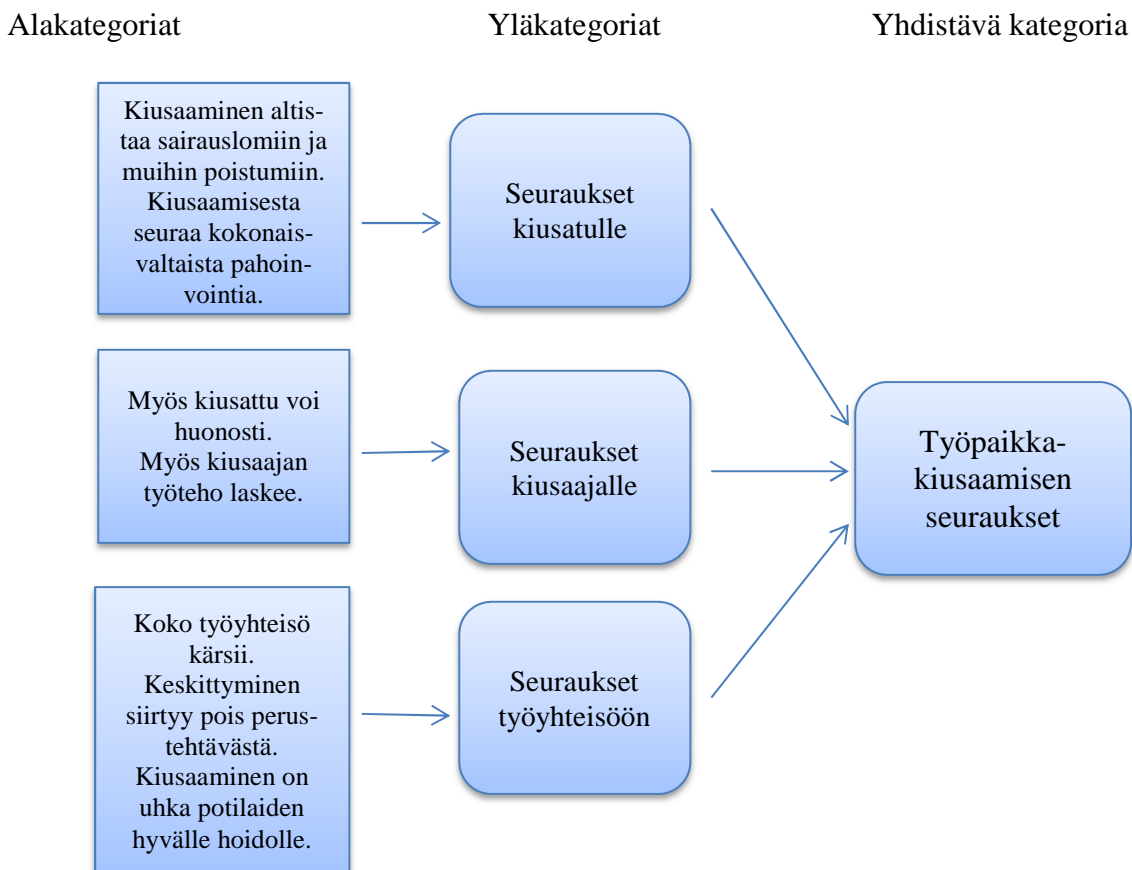 Alakategoriat
Yläkategoriat
Yhdistävä kategoria
Kiusaaminen altis-
taa sairauslomiin ja
muihin poistumiin.
Kiusaamisesta
seuraa kokonais-
valtaista pahoin-
vointia.
Seuraukset
kiusatulle
Myös kiusattu voi
huonosti.
Myös kiusaajan
työteho laskee.
Seuraukset
kiusaajalle
Työpaikka-
kiusaamisen
seuraukset
Koko työyhteisö
kärsii.
Keskittyminen
siirtyy pois perus-
tehtävästä.
Kiusaaminen on
uhka potilaiden
hyvälle hoidolle.
Seuraukset
työyhteisöön